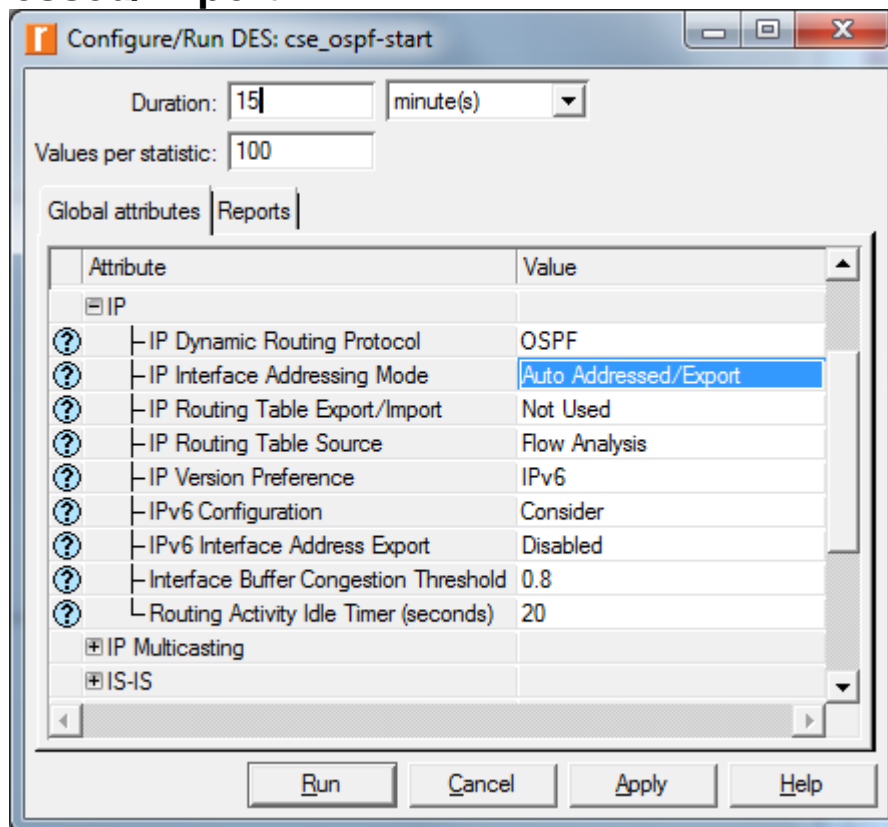 Configure/Run DES: cse_ospf-start
Duration: 15 minute(s)
Values per statistic: 100
Global attributes Reports
Attribute Value
IP
IP Dynamic Routing Protocol OSPF
IP Interface Addressing Mode Auto Addressed/Export
IP Routing Table Export/Import Not Used
IP Routing Table Source Flow Analysis
IP Version Preference IPv6
IPv6 Configuration Consider
IPv6 Interface Address Export Disabled
Interface Buffer Congestion Threshold 0.8
Routing Activity Idle Timer (seconds) 20
IP Multicasting
IS-IS
Run Cancel Apply Help